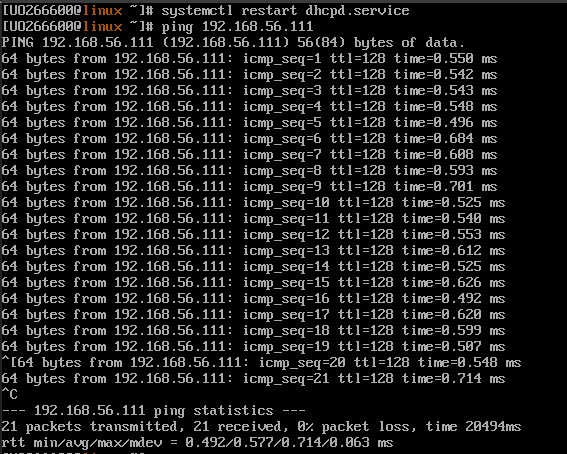 [UO266600@linux ~]# systemctl restart dhcpd.service
[UO266600@linux ~]# ping 192.168.56.111
PING 192.168.56.111 (192.168.56.111) 56(84) bytes of data.
64 bytes from 192.168.56.111: icmp_seq=1 ttl=128 time=0.550 ms
64 bytes from 192.168.56.111: icmp_seq=2 ttl=128 time=0.542 ms
64 bytes from 192.168.56.111: icmp_seq=3 ttl=128 time=0.543 ms
64 bytes from 192.168.56.111: icmp_seq=4 ttl=128 time=0.548 ms
64 bytes from 192.168.56.111: icmp_seq=5 ttl=128 time=0.496 ms
64 bytes from 192.168.56.111: icmp_seq=6 ttl=128 time=0.684 ms
64 bytes from 192.168.56.111: icmp_seq=7 ttl=128 time=0.608 ms
64 bytes from 192.168.56.111: icmp_seq=8 ttl=128 time=0.593 ms
64 bytes from 192.168.56.111: icmp_seq=9 ttl=128 time=0.701 ms
64 bytes from 192.168.56.111: icmp_seq=10 ttl=128 time=0.525 ms
64 bytes from 192.168.56.111: icmp_seq=11 ttl=128 time=0.540 ms
64 bytes from 192.168.56.111: icmp_seq=12 ttl=128 time=0.553 ms
64 bytes from 192.168.56.111: icmp_seq=13 ttl=128 time=0.612 ms
64 bytes from 192.168.56.111: icmp_seq=14 ttl=128 time=0.525 ms
64 bytes from 192.168.56.111: icmp_seq=15 ttl=128 time=0.626 ms
64 bytes from 192.168.56.111: icmp_seq=16 ttl=128 time=0.492 ms
64 bytes from 192.168.56.111: icmp_seq=17 ttl=128 time=0.620 ms
64 bytes from 192.168.56.111: icmp_seq=18 ttl=128 time=0.599 ms
64 bytes from 192.168.56.111: icmp_seq=19 ttl=128 time=0.507 ms
^[64 bytes from 192.168.56.111: icmp_seq=20 ttl=128 time=0.548 ms
64 bytes from 192.168.56.111: icmp_seq=21 ttl=128 time=0.714 ms
^C
--- 192.168.56.111 ping statistics ---
21 packets transmitted, 21 received, 0% packet loss, time 20494ms
rtt min/avg/max/mdev = 0.492/0.577/0.714/0.063 ms